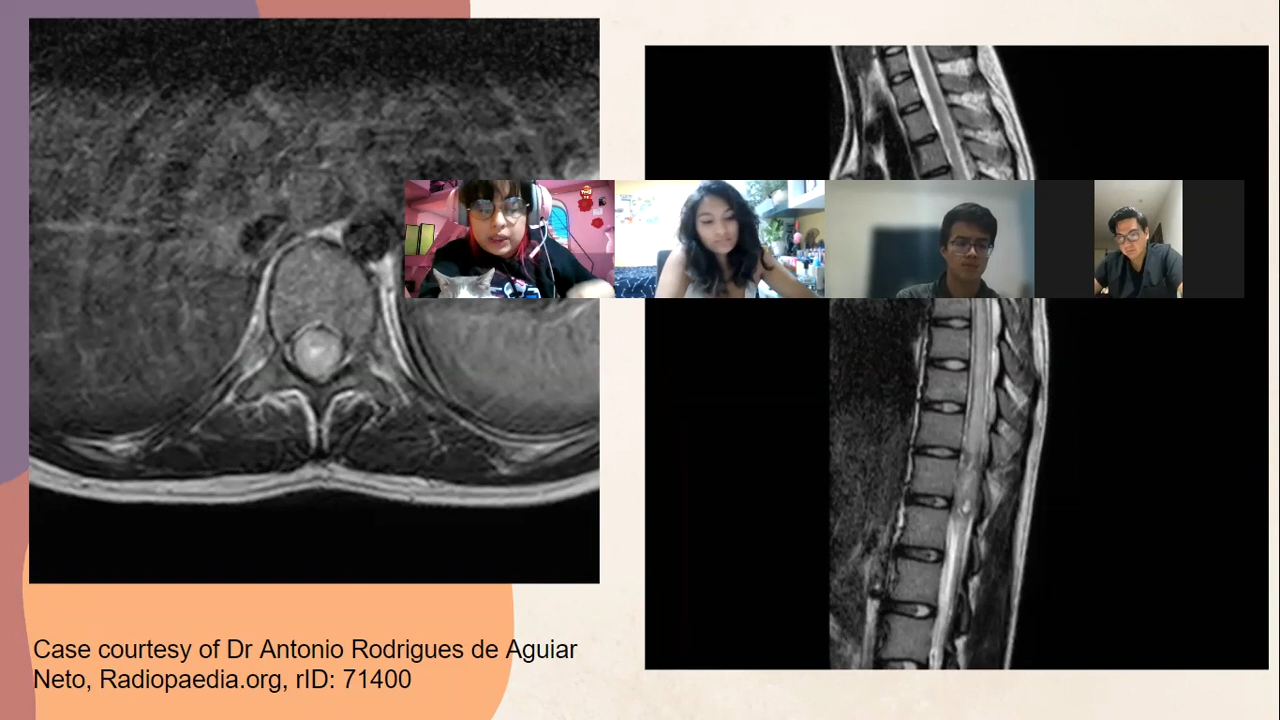 Case courtesy of Dr Antonio Rodrigues de Aguiar
Neto, Radiopaedia.org, rID: 71400